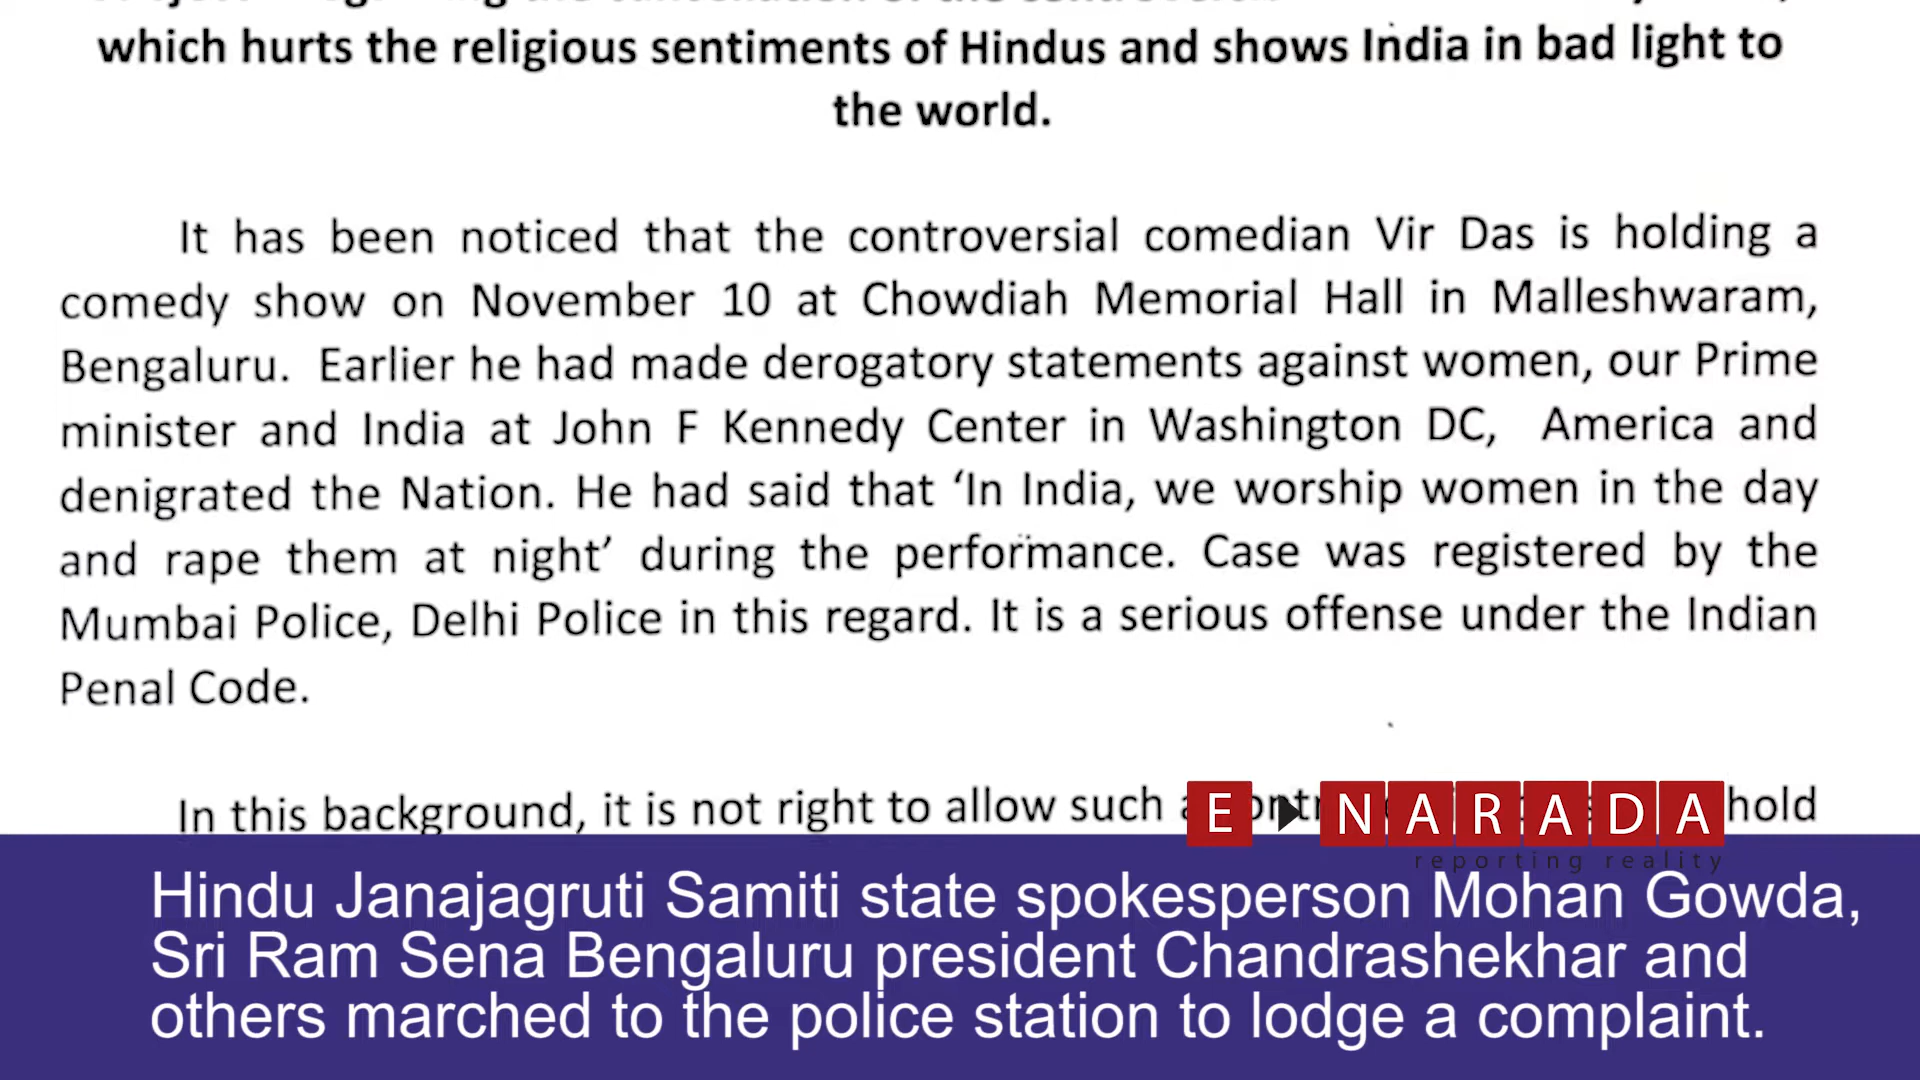 which hurts the religious sentiments of Hindus and shows India in bad light to
the world.
It has been noticed that the controversial comedian Vir Das is holding a
comedy show on November 10 at Chowdiah Memorial Hall in Malleshwaram,
Bengaluru. Earlier he had made derogatory statements against women, our Prime
minister and India at John F Kennedy Center in Washington DC, America and
denigrated the Nation. He had said that ‘In India, we worship women in the day
and rape them at night’ during the performance. Case was registered by the
Mumbai Police, Delhi Police in this regard. It is a serious offense under the Indian
Penal Code.
In this background, it is not right to allow such a hold
E NARADA
reporting reality
Hindu Janajagruti Samiti state spokesperson Mohan Gowda,
Sri Ram Sena Bengaluru president Chandrashekhar and
others marched to the police station to lodge a complaint.